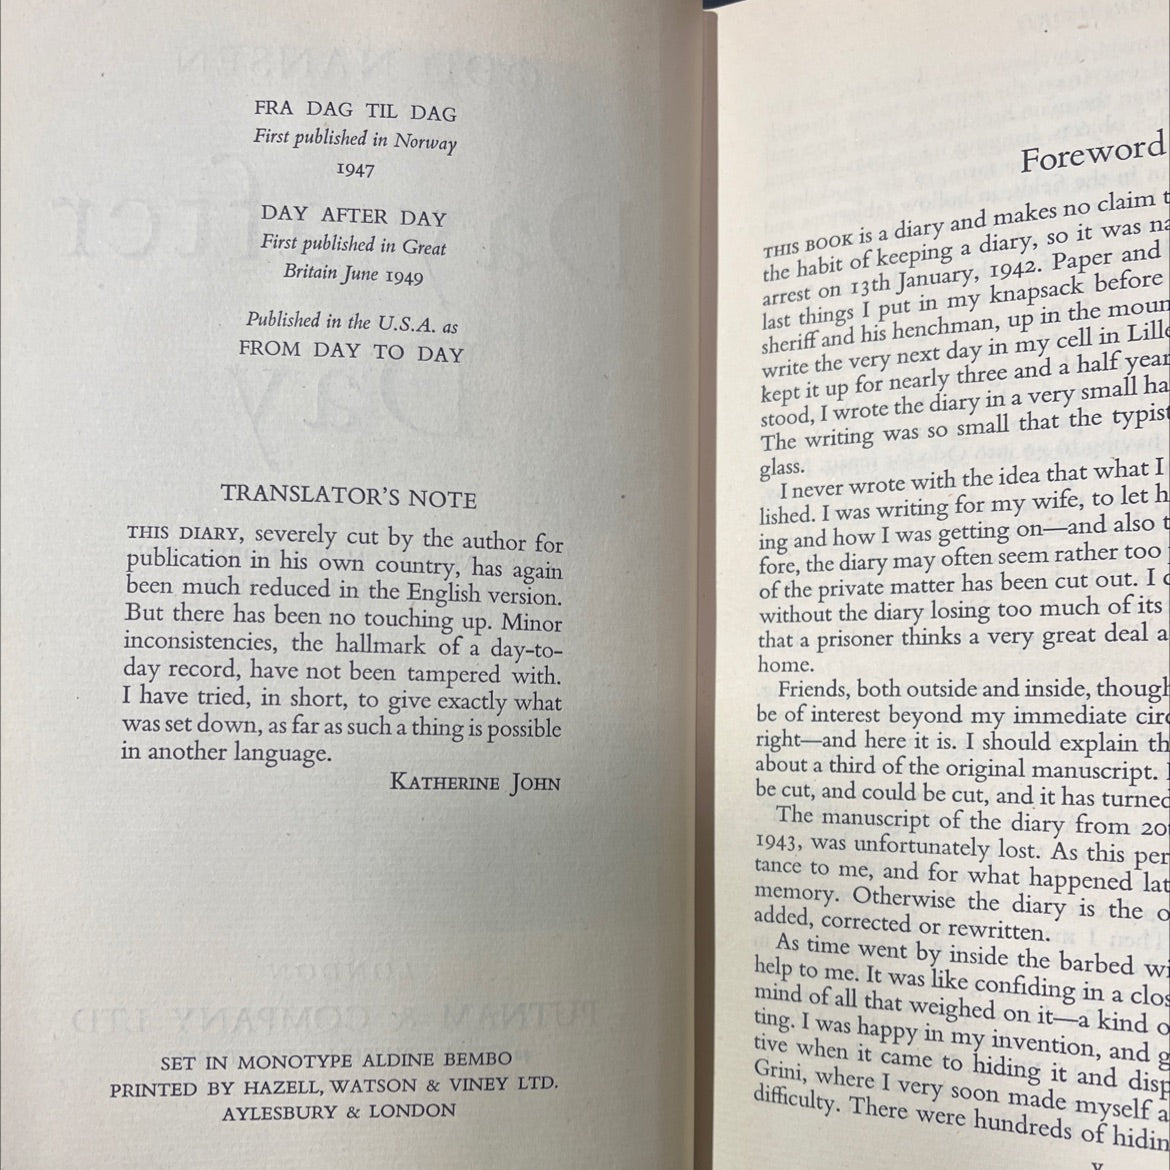 FRA DAG TIL DAG
First published in Norway
1947
DAY AFTER DAY
First published in Great
Britain June 1949
Published in the U.S.A. as
FROM DAY TO DAY
TRANSLATOR'S NOTE
THIS DIARY, severely cut by the author for
publication in his own country, has again
been much reduced in the English version.
But there has been no touching up. Minor
inconsistencies, the hallmark of a day-to-
day record, have not been tampered with.
I have tried, in short, to give exactly what
was set down, as far as such a thing is possible
in another language.
KATHERINE JOHN
SET IN MONOTYPE ALDINE BEMBO
PRINTED BY HAZELL, WATSON & VINEY LTD.
AYLESBURY & LONDON
Foreword
THIS BOOK is a diary and makes no claim t
the habit of keeping a diary, so it was na
arrest on 13th January, 1942. Paper and
last things I put in my knapsack before
sheriff and his henchman, up in the moun
write the very next day in my cell in Lille
kept it up for nearly three and a half year
stood, I wrote the diary in a very small ha
The writing was so small that the typist
glass.
I never wrote with the idea that what I
lished. I was writing for my wife, to let h
ing and how I was getting on—and also t
fore, the diary may often seem rather too
of the private matter has been cut out. I
without the diary losing too much of its
that a prisoner thinks a very great deal a
home.
Friends, both outside and inside, though
be of interest beyond my immediate circ
right—and here it is. I should explain th
about a third of the original manuscript.
be cut, and could be cut, and it has turned
The manuscript of the diary from 20
1943, was unfortunately lost. As this per
tance to me, and for what happened lat
memory. Otherwise the diary is the o
added, corrected or rewritten.
As time went by inside the barbed wi
help to me. It was like confiding in a clos
mind of all that weighed on it—a kind o
ting. I was happy in my invention, and g
tive when it came to hiding it and disp
Grini, where I very soon made myself a
difficulty. There were hundreds of hidin
v